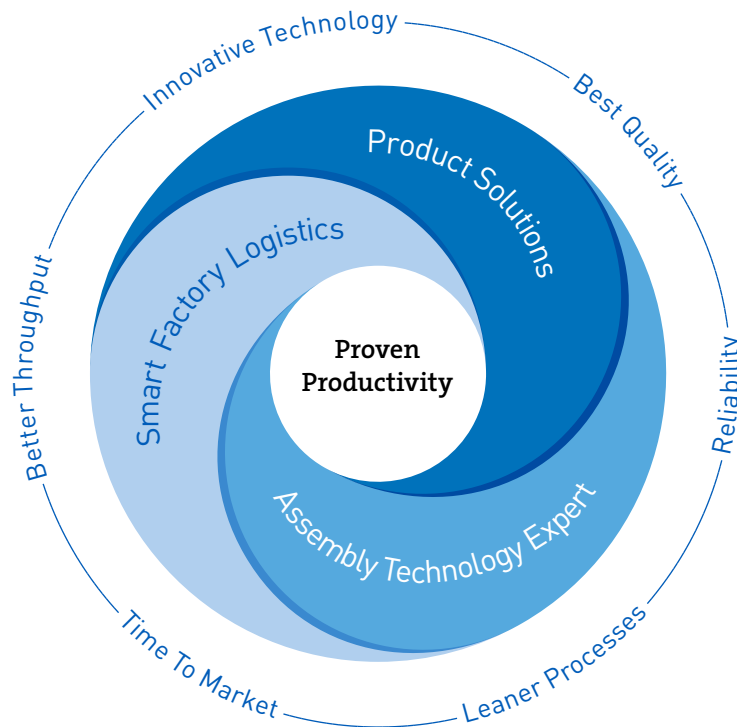 Innovative Technology
Best Quality
Reliability
Leaner Processes
Time To Market
Better Throughput
Product Solutions
Assembly Technology Expert
Smart Factory Logistics
Proven
Productivity